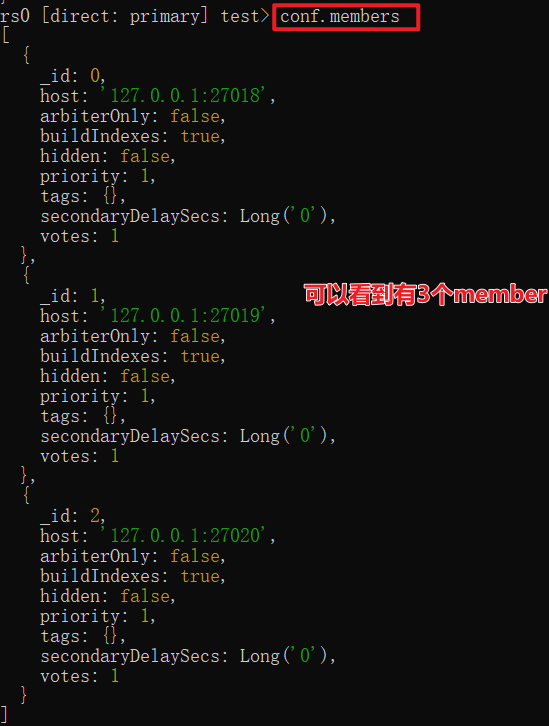 rs0 [direct: primary] test> conf.members
[
  {
    _id: 0,
    host: '127.0.0.1:27018',
    arbiterOnly: false,
    buildIndexes: true,
    hidden: false,
    priority: 1,
    tags: {},
    secondaryDelaySecs: Long('0'),
    votes: 1
  },
  {
可以看到有3个member
    _id: 1,
    host: '127.0.0.1:27019',
    arbiterOnly: false,
    buildIndexes: true,
    hidden: false,
    priority: 1,
    tags: {},
    secondaryDelaySecs: Long('0'),
    votes: 1
  },
  {
    _id: 2,
    host: '127.0.0.1:27020',
    arbiterOnly: false,
    buildIndexes: true,
    hidden: false,
    priority: 1,
    tags: {},
    secondaryDelaySecs: Long('0'),
    votes: 1
  }
]